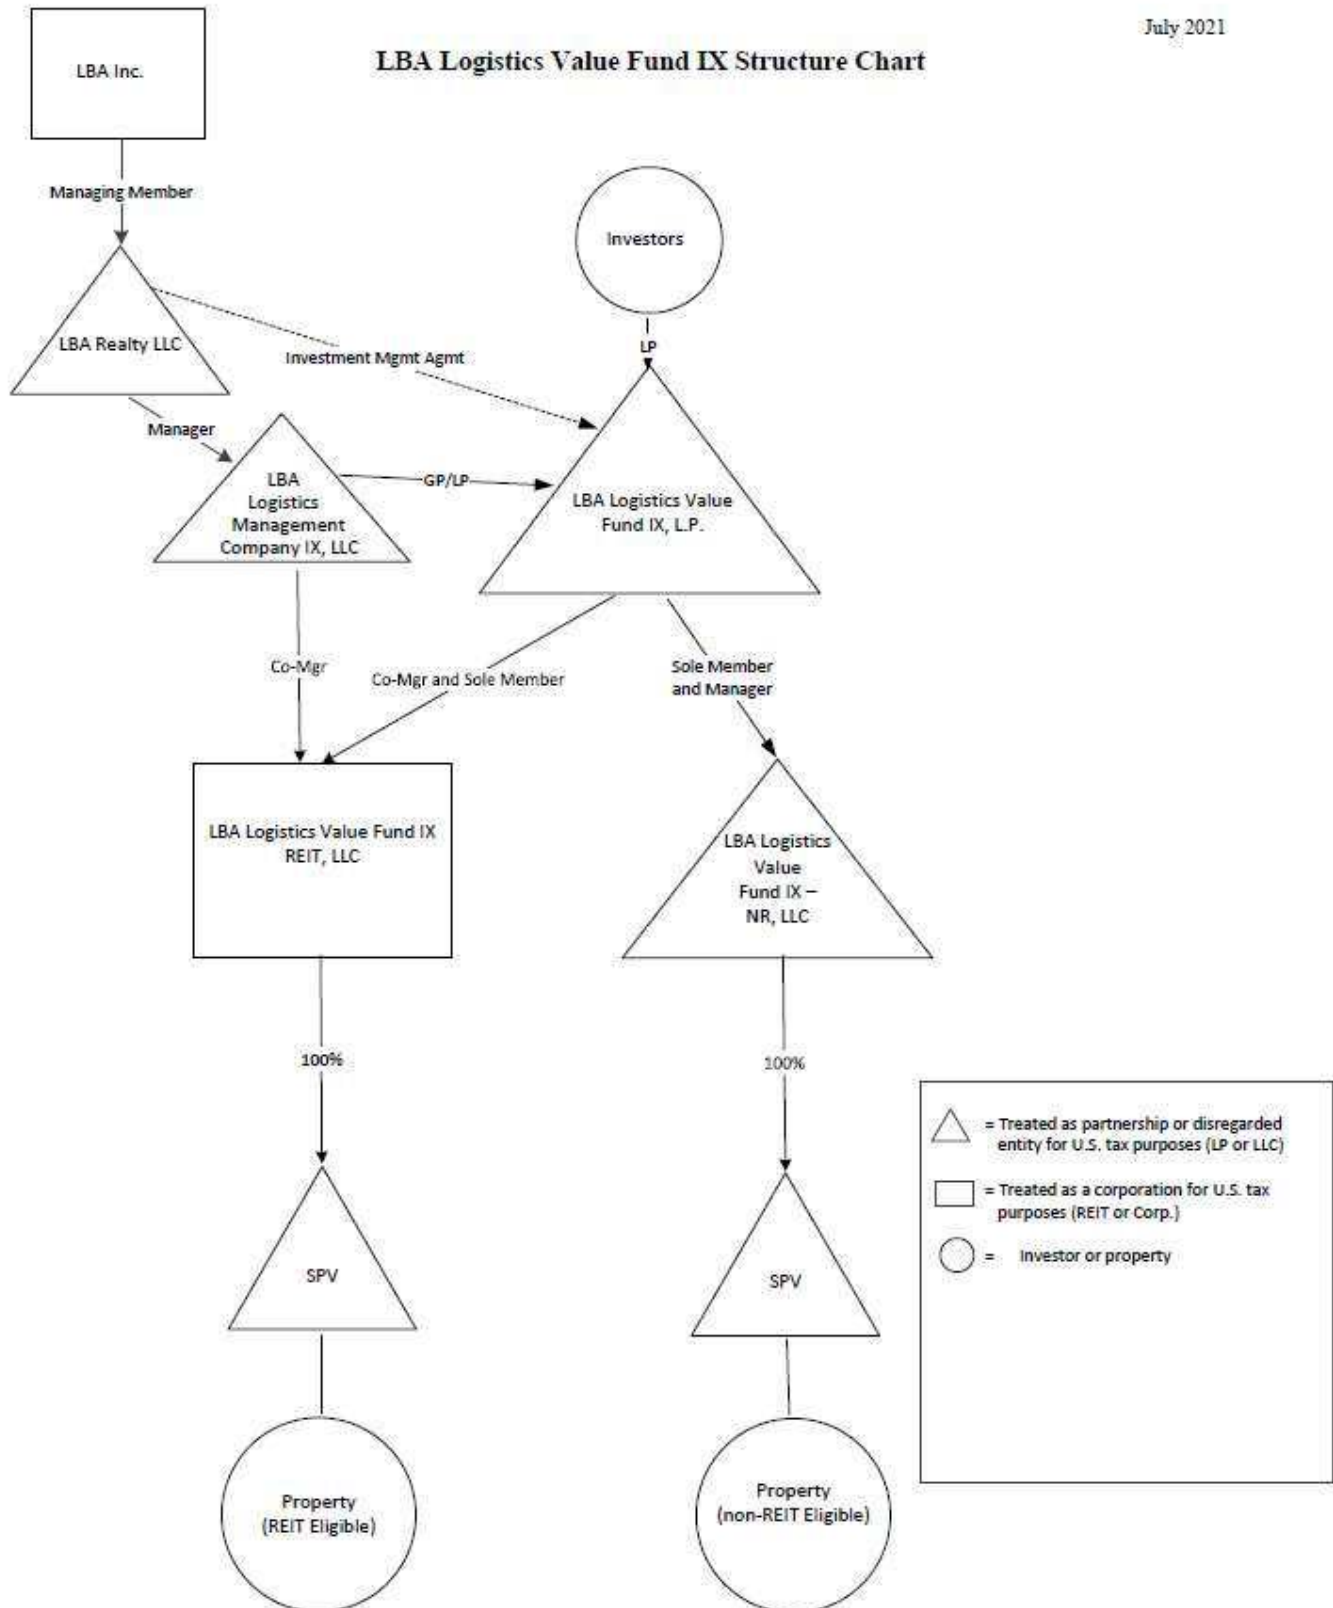 July 2021
LBA Logistics Value Fund IX Structure Chart
LBA Inc.
Managing Member
Investors
LP
LBA Realty LLC
Investment Mgmt Agmt
Manager
LBA
Logistics
Management
Company IX, LLC
GP/LP
LBA Logistics Value
Fund IX, L.P.
Co-Mgr
Co-Mgr and Sole Member
Sole Member
and Manager
LBA Logistics Value Fund IX
REIT, LLC
LBA Logistics
Value
Fund IX –
NR, LLC
100%
100%
= Treated as partnership or disregarded
entity for U.S. tax purposes (LP or LLC)
= Treated as a corporation for U.S. tax
purposes (REIT or Corp.)
= Investor or property
SPV
SPV
Property
(REIT Eligible)
Property
(non-REIT Eligible)